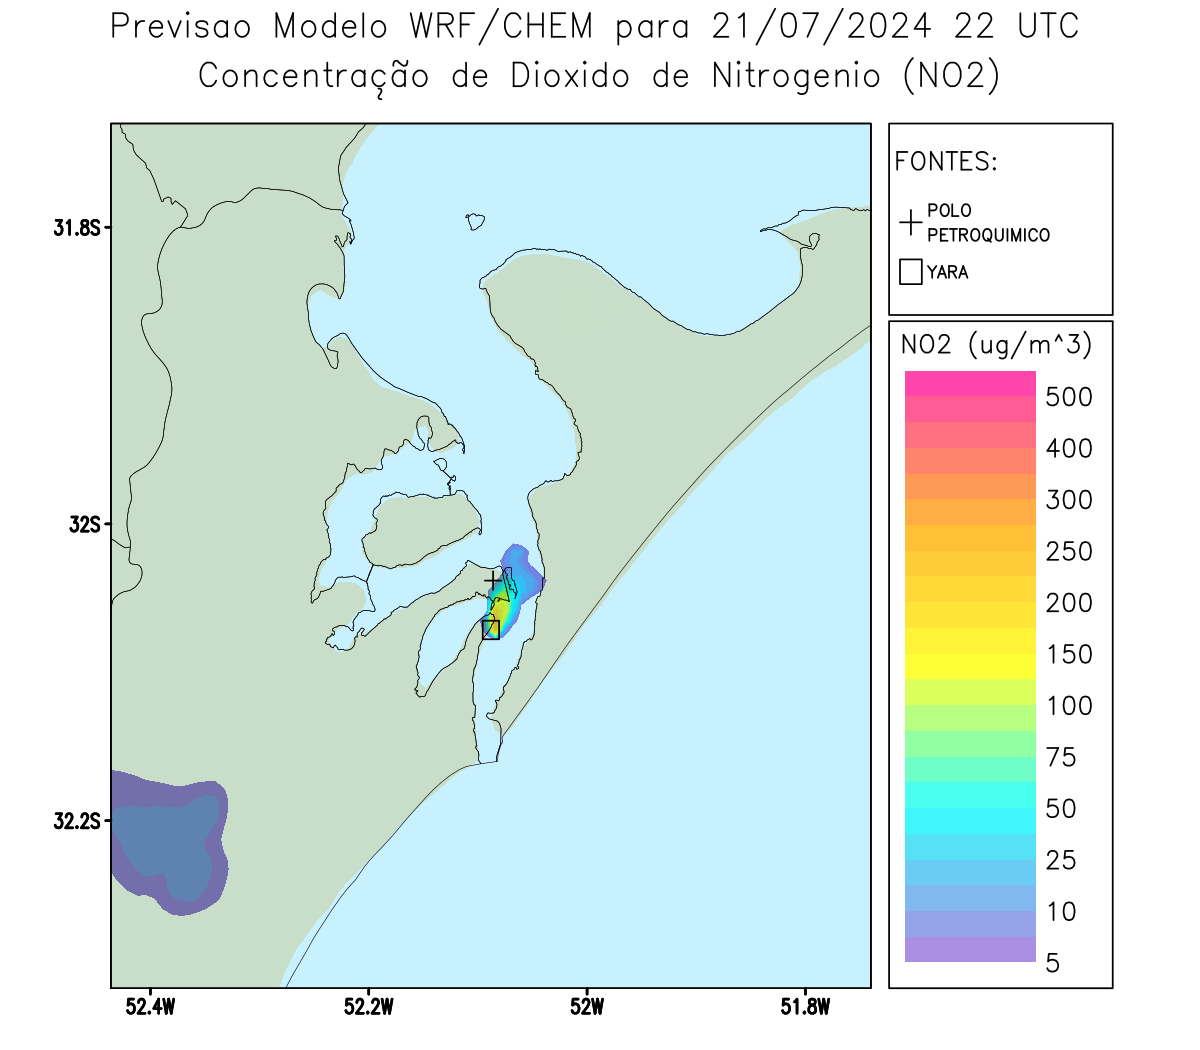 Previsao Modelo WRF/CHEM para 21/07/2024 22 UTC
Concentração de Dioxido de Nitrogenio (NO2)
FONTES:
POLO
PETROQUIMICO
YARA
NO2 (ug/m^3)
500
400
300
250
200
150
100
75
50
25
10
5
31.8S
32S
32.2S
52.4W
52.2W
52W
51.8W